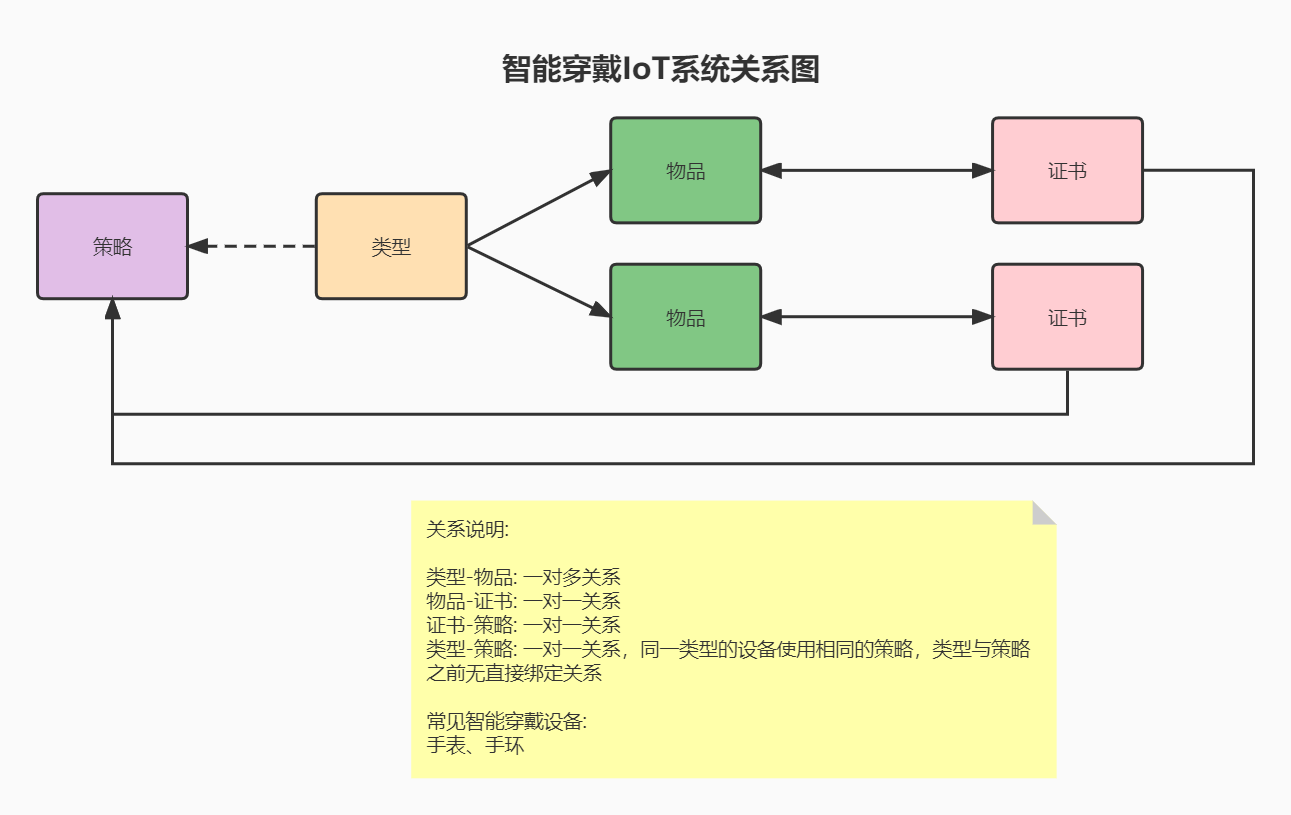 智能穿戴IoT系统关系图
物品
证书
策略
类型
物品
证书
关系说明:
类型-物品: 一对多关系
物品-证书: 一对一关系
证书-策略: 一对一关系
类型-策略: 一对一关系，同一类型的设备使用相同的策略，类型与策略
之前无直接绑定关系
常见智能穿戴设备:
手表、手环